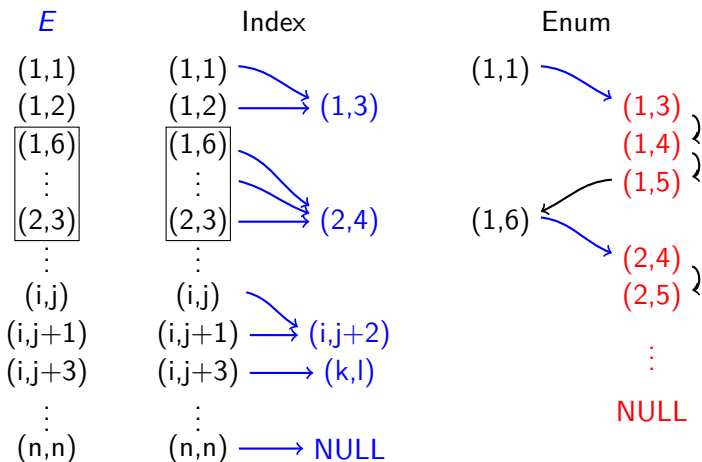 E Index Enum
(1,1) (1,1) (1,1)
(1,2) (1,2) (1,3) (1,3)
(1,6) (1,6) (1,4)
⋮ ⋮ (1,5)
(2,3) (2,3) (2,4) (1,6)
⋮ ⋮ (2,4)
(i,j) (i,j) (2,5)
(i,j+1) (i,j+1) (i,j+2)
(i,j+3) (i,j+3) (k,l) ⋮
⋮ ⋮ NULL
(n,n) (n,n) NULL